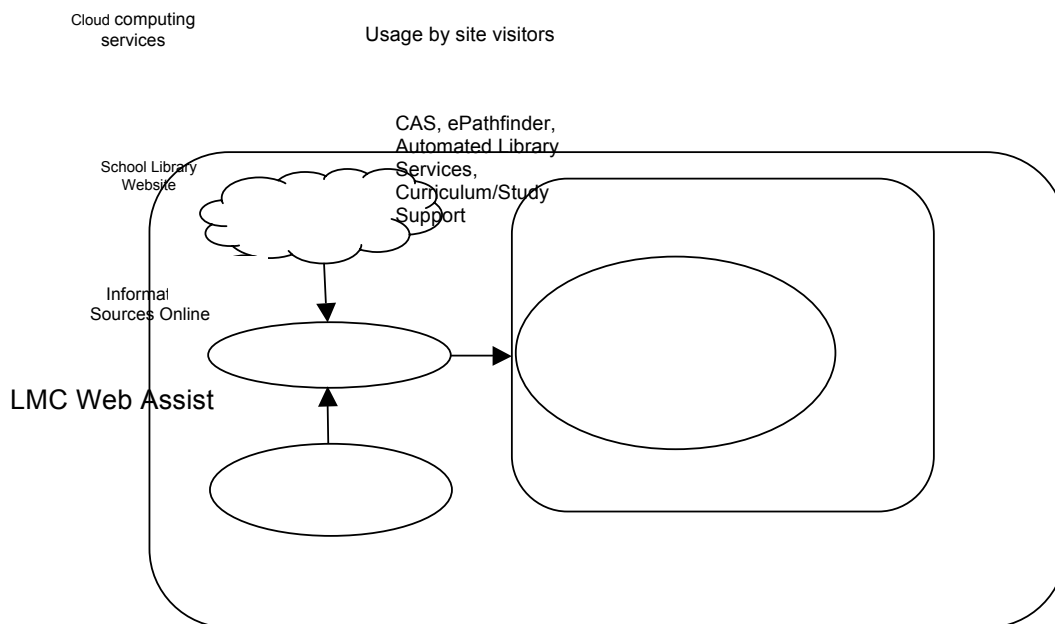 Cloud computing
services
Usage by site visitors
CAS, ePathfinder,
Automated Library
Services,
Curriculum/Study
Support
School Library
Website
Informat
Sources Online
LMC Web Assist